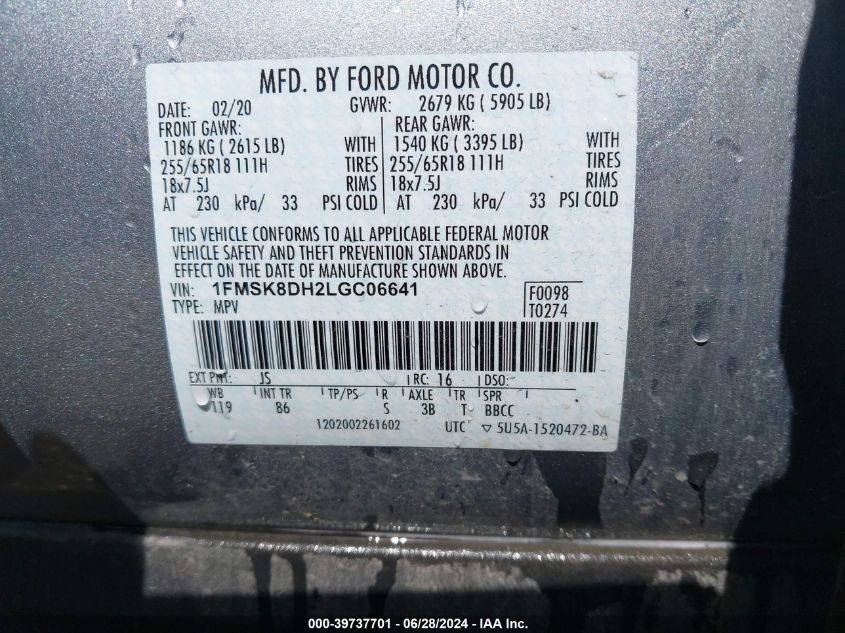 MFD. BY FORD MOTOR CO.
DATE: 02/20 GVWR: 2679 KG ( 5905 LB)
FRONT GAWR: REAR GAWR:
1186 KG ( 2615 LB) WITH 1540 KG ( 3395 LB) WITH
255/65R18 111H TIRES 255/65R18 111H TIRES
18x7.5J RIMS 18x7.5J RIMS
AT 230 kPa/ 33 PSI COLD AT 230 kPa/ 33 PSI COLD
THIS VEHICLE CONFORMS TO ALL APPLICABLE FEDERAL MOTOR
VEHICLE SAFETY AND THEFT PREVENTION STANDARDS IN
EFFECT ON THE DATE OF MANUFACTURE SHOWN ABOVE.
VIN: 1FMSK8DH2LGC06641 F0098
TYPE: MPV T0274
EXT PNT: JS RC: 16 DSO:
WB INT TR TP/PS R AXLE TR SPR
119 86 S 3B T BBCC
1202002261602 UTC ▽ 5U5A-1520472-BA
000-39737701 - 06/28/2024 - IAA Inc.